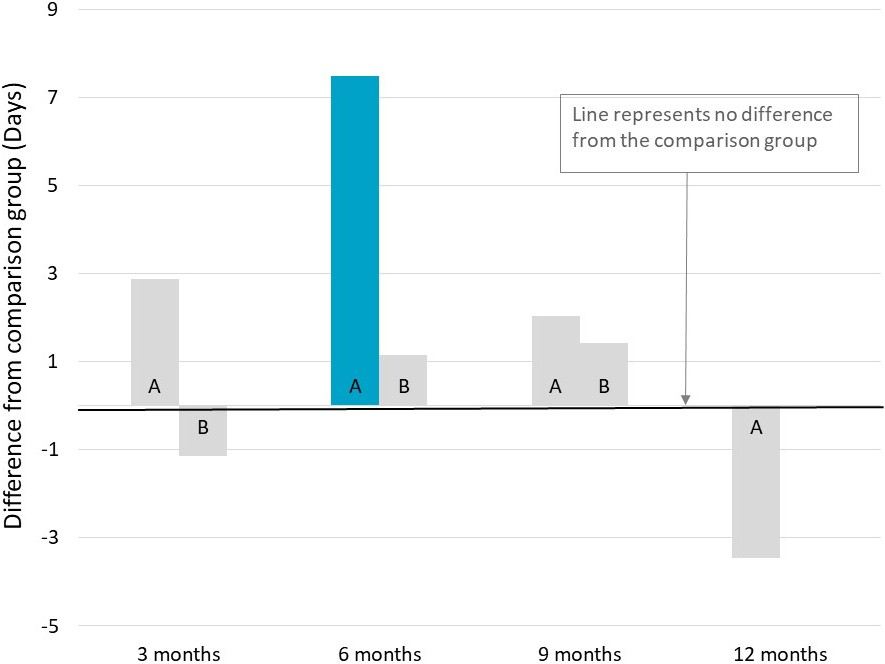 9
7
5
3
1
-1
-3
-5
Difference from comparison group (Days)
Line represents no difference
from the comparison group
A
B
A
B
A
B
A
3 months
6 months
9 months
12 months